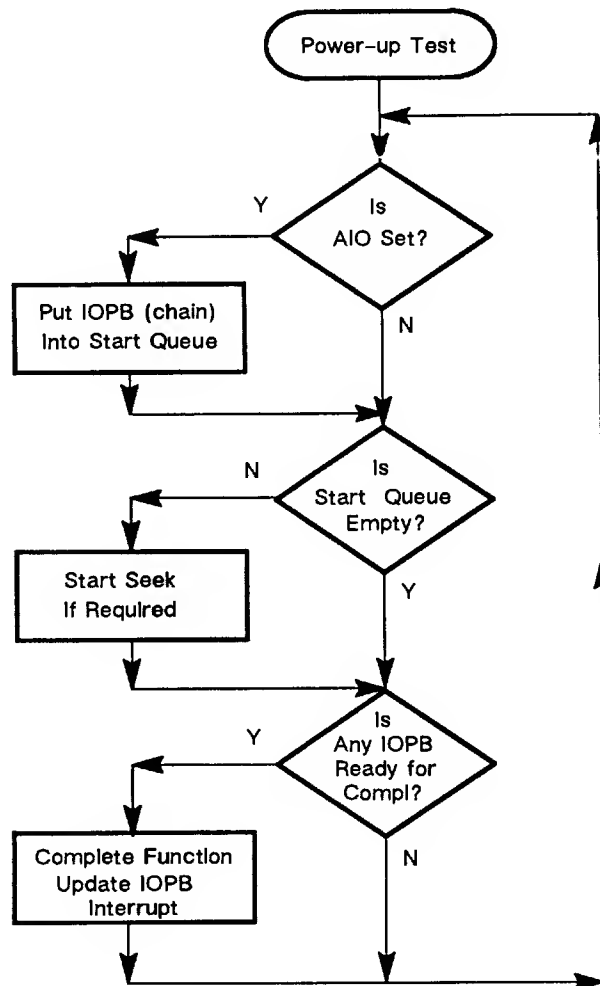 Power-up Test
Y
Is
AIO Set?
Put IOPB (chain)
Into Start Queue
N
N
Is
Start Queue
Empty?
Start Seek
If Required
Y
Y
Is
Any IOPB
Ready for
Compl?
Complete Function
Update IOPB
Interrupt
N